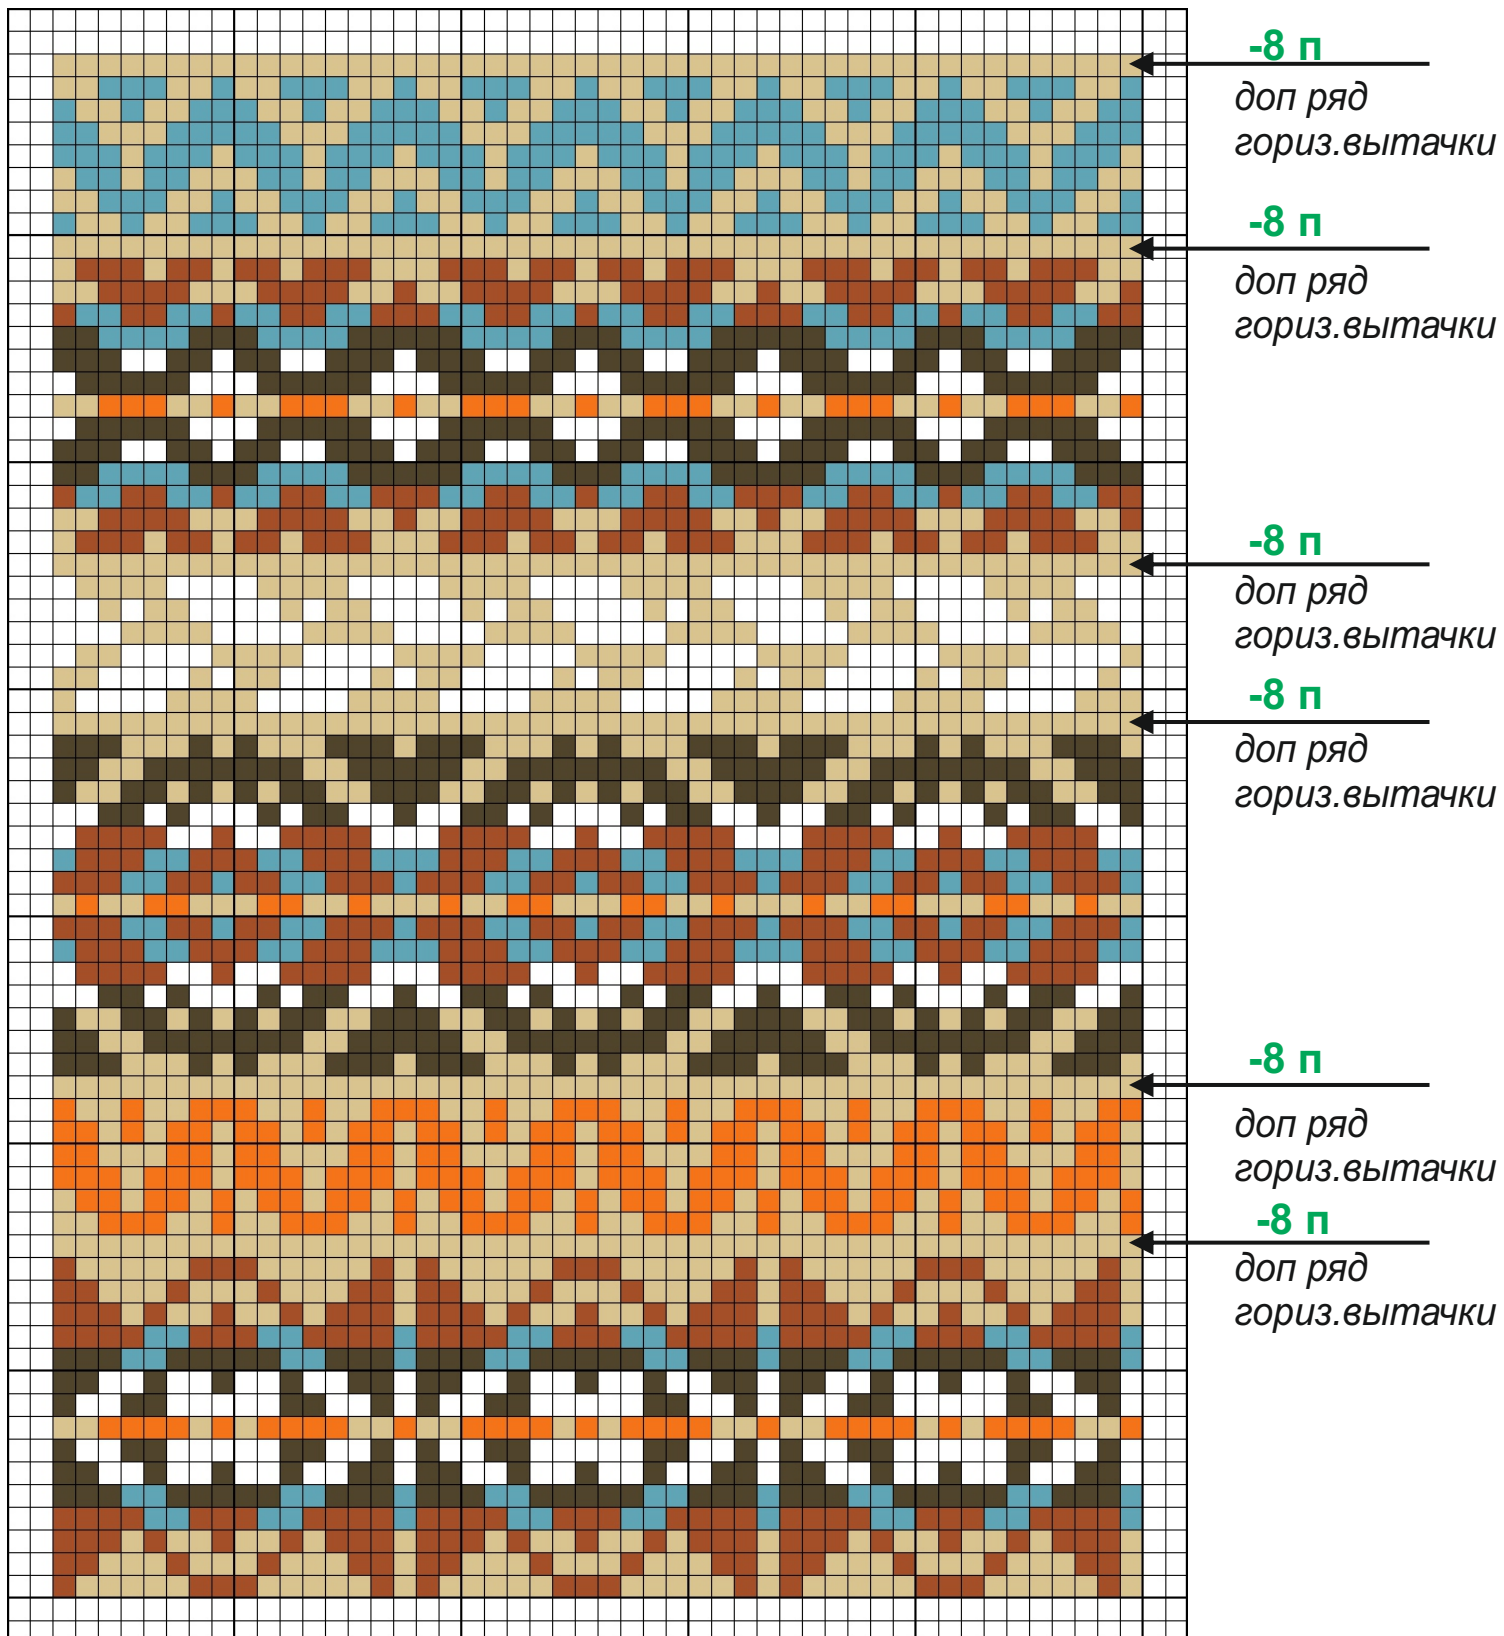 -8 п
доп ряд
гориз.вытачки
-8 п
доп ряд
гориз.вытачки
-8 п
доп ряд
гориз.вытачки
-8 п
доп ряд
гориз.вытачки
-8 п
доп ряд
гориз.вытачки
-8 п
доп ряд
гориз.вытачки